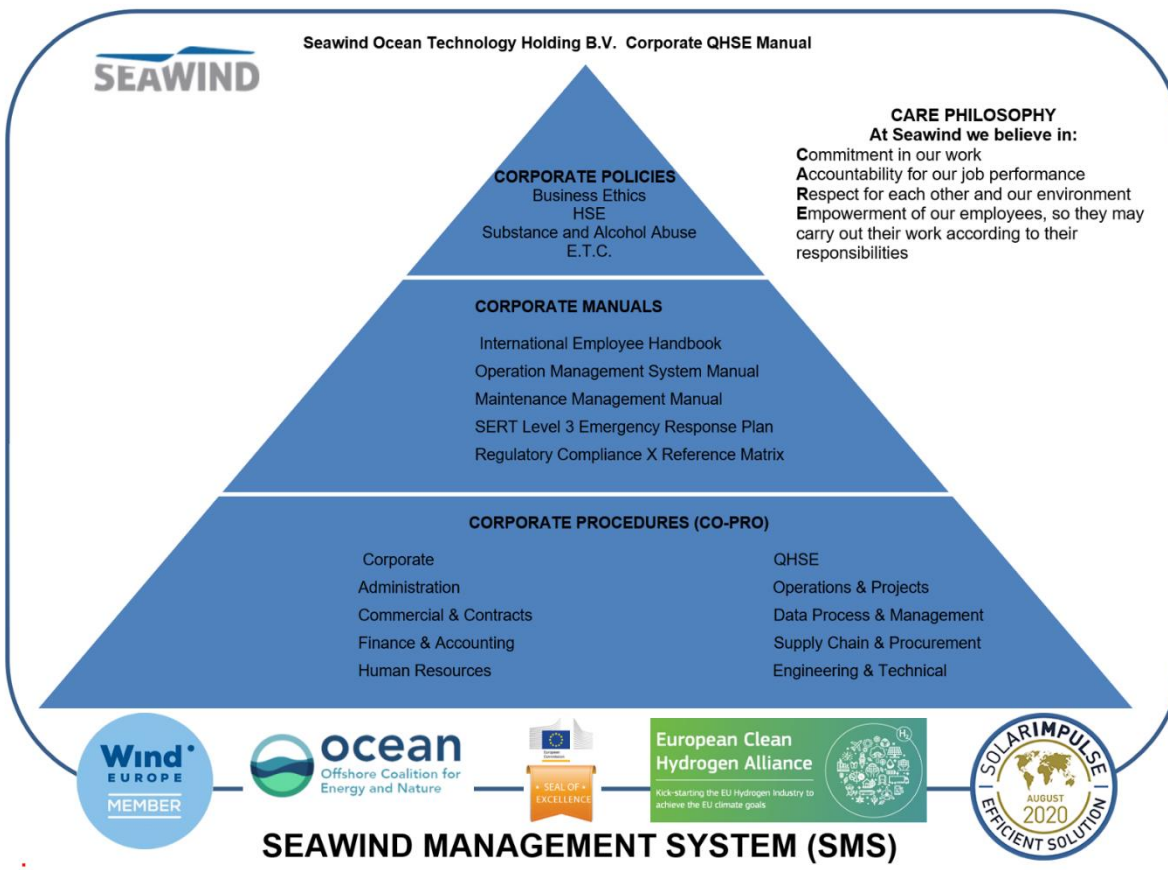 Seawind Ocean Technology Holding B.V. Corporate QHSE Manual
SEAWIND
CARE PHILOSOPHY
At Seawind we believe in:
Commitment in our work
Accountability for our job performance
Respect for each other and our environment
Empowerment of our employees, so they may
carry out their work according to their
responsibilities
CORPORATE POLICIES
Business Ethics
HSE
Substance and Alcohol Abuse
E.T.C.
CORPORATE MANUALS
International Employee Handbook
Operation Management System Manual
Maintenance Management Manual
SERT Level 3 Emergency Response Plan
Regulatory Compliance X Reference Matrix
CORPORATE PROCEDURES (CO-PRO)
Corporate
Administration
Commercial & Contracts
Finance & Accounting
Human Resources
QHSE
Operations & Projects
Data Process & Management
Supply Chain & Procurement
Engineering & Technical
Wind
EUROPE
MEMBER
ocean
Offshore Coalition for
Energy and Nature
European
Commission
• SEAL OF •
EXCELLENCE
European Clean
Hydrogen Alliance
Kick-starting the EU Hydrogen Industry to
achieve the EU climate goals
H₂
SOLARIMPULSE
AUGUST
2020
EFFICIENT SOLUTION
SEAWIND MANAGEMENT SYSTEM (SMS)